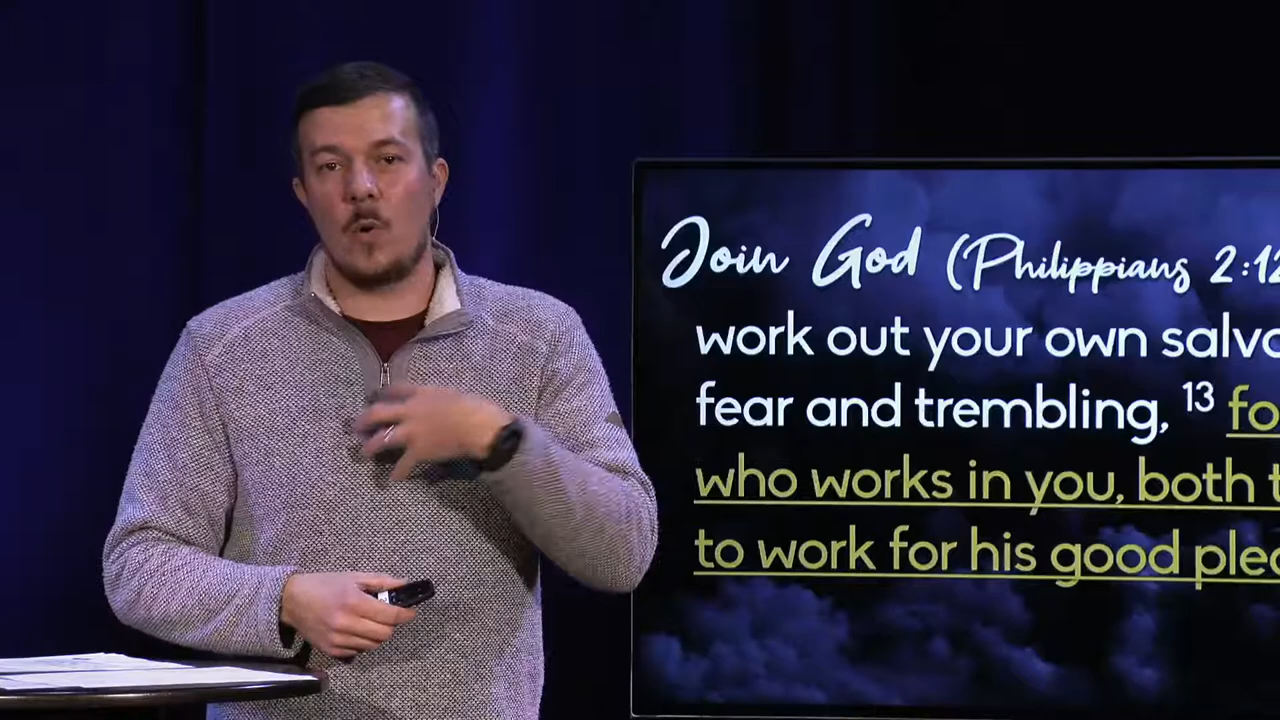 Join God (Philippians 2:12
work out your own salva
fear and trembling, 13 fo
who works in you, both t
to work for his good plea